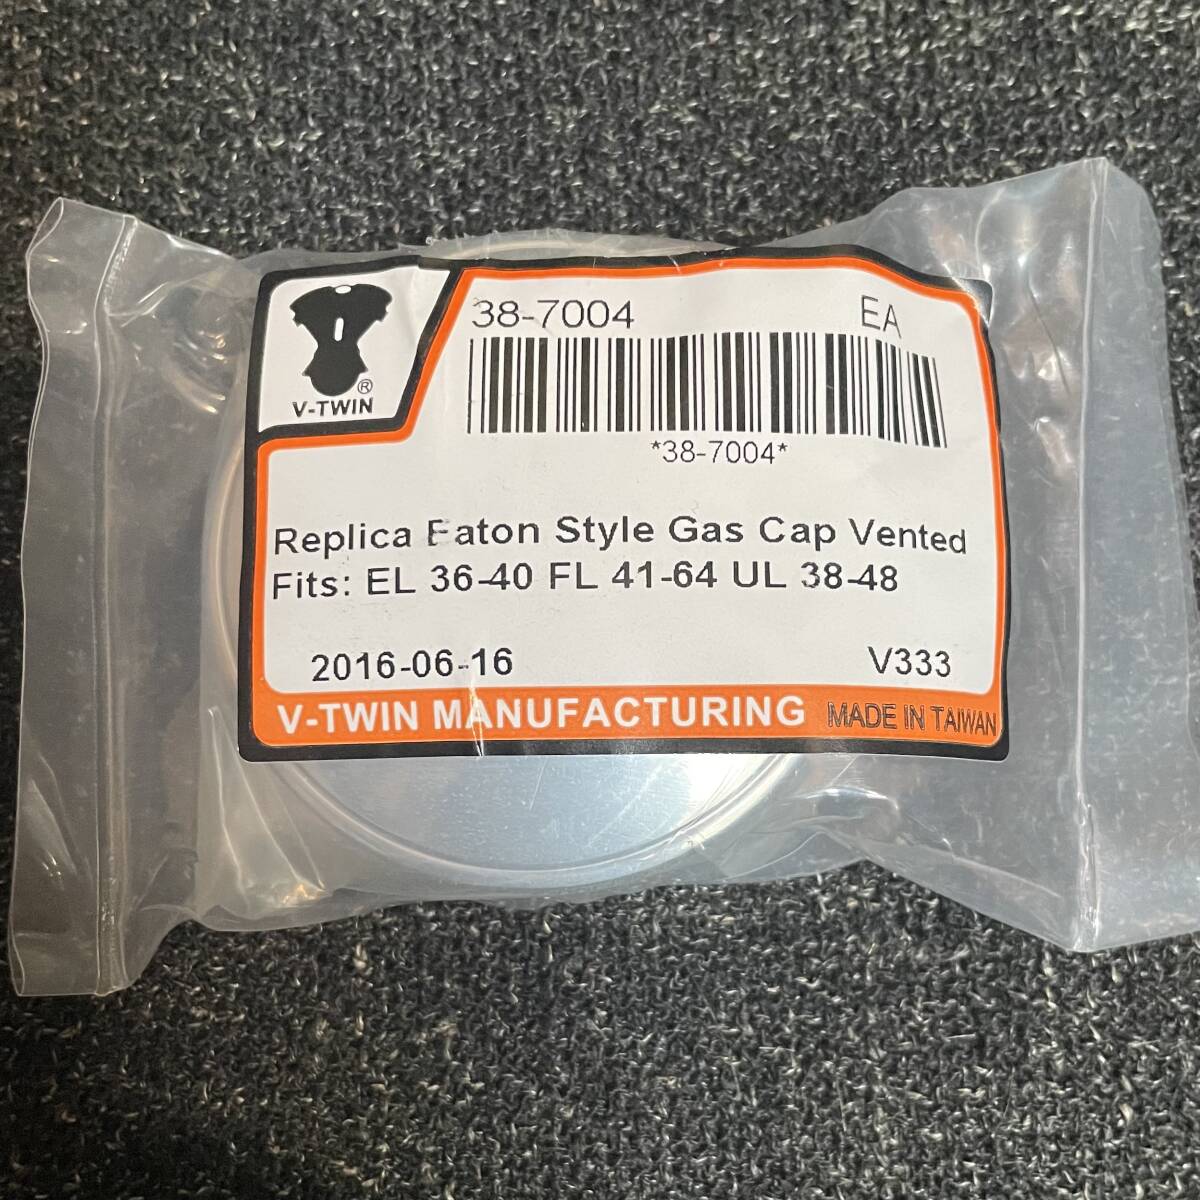 38-7004 EA
*38-7004*
®
V-TWIN
Replica Eaton Style Gas Cap Vented
Fits: EL 36-40 FL 41-64 UL 38-48
2016-06-16 V333
V-TWIN MANUFACTURING MADE IN TAIWAN